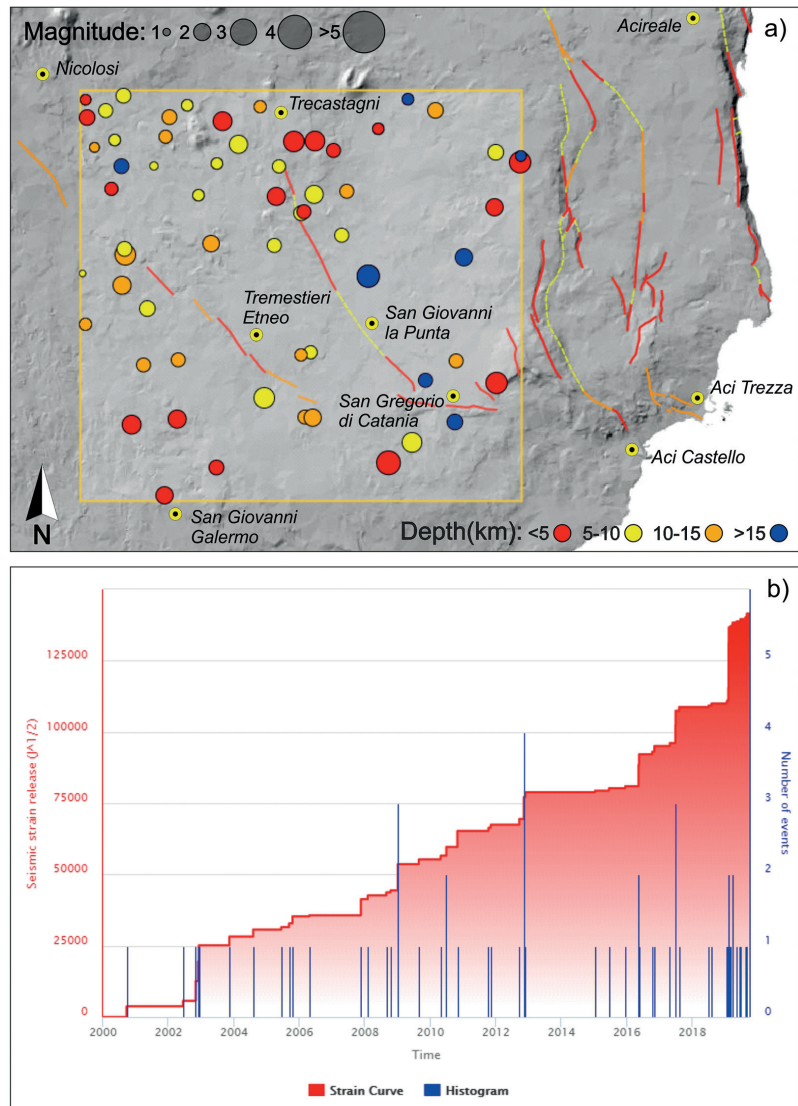 Magnitude: 1 2 3 4 >5
a)
Acireale
Nicolosi
Trecastagni
Tremestieri
Etneo
San Giovanni
la Punta
San Gregorio
di Catania
Aci Trezza
Aci Castello
N
San Giovanni
Galermo
Depth(km): <5 5-10 10-15 >15
b)
125000
100000
75000
50000
25000
0
Seismic strain release (J^1/2)
5
4
3
2
1
0
Number of events
2000 2002 2004 2006 2008 2010 2012 2014 2016 2018
Time
Strain Curve Histogram